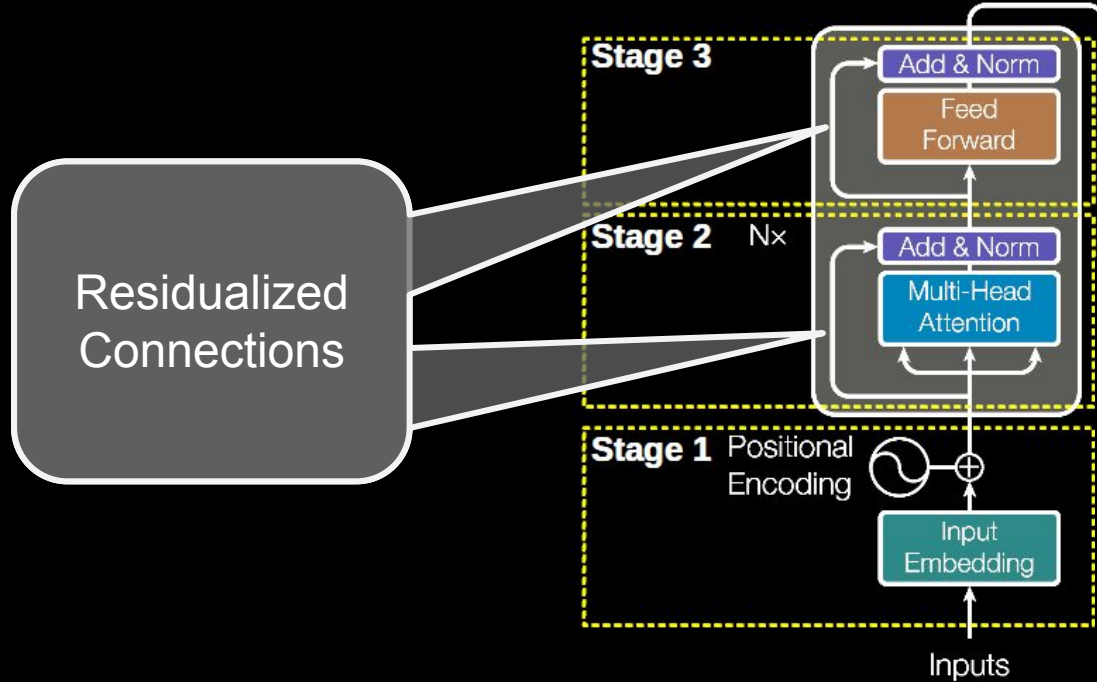 Residualized
Connections
Stage 3
Add & Norm
Feed
Forward
Stage 2
Nx
Add & Norm
Multi-Head
Attention
Stage 1
Positional
Encoding
Input
Embedding
Inputs